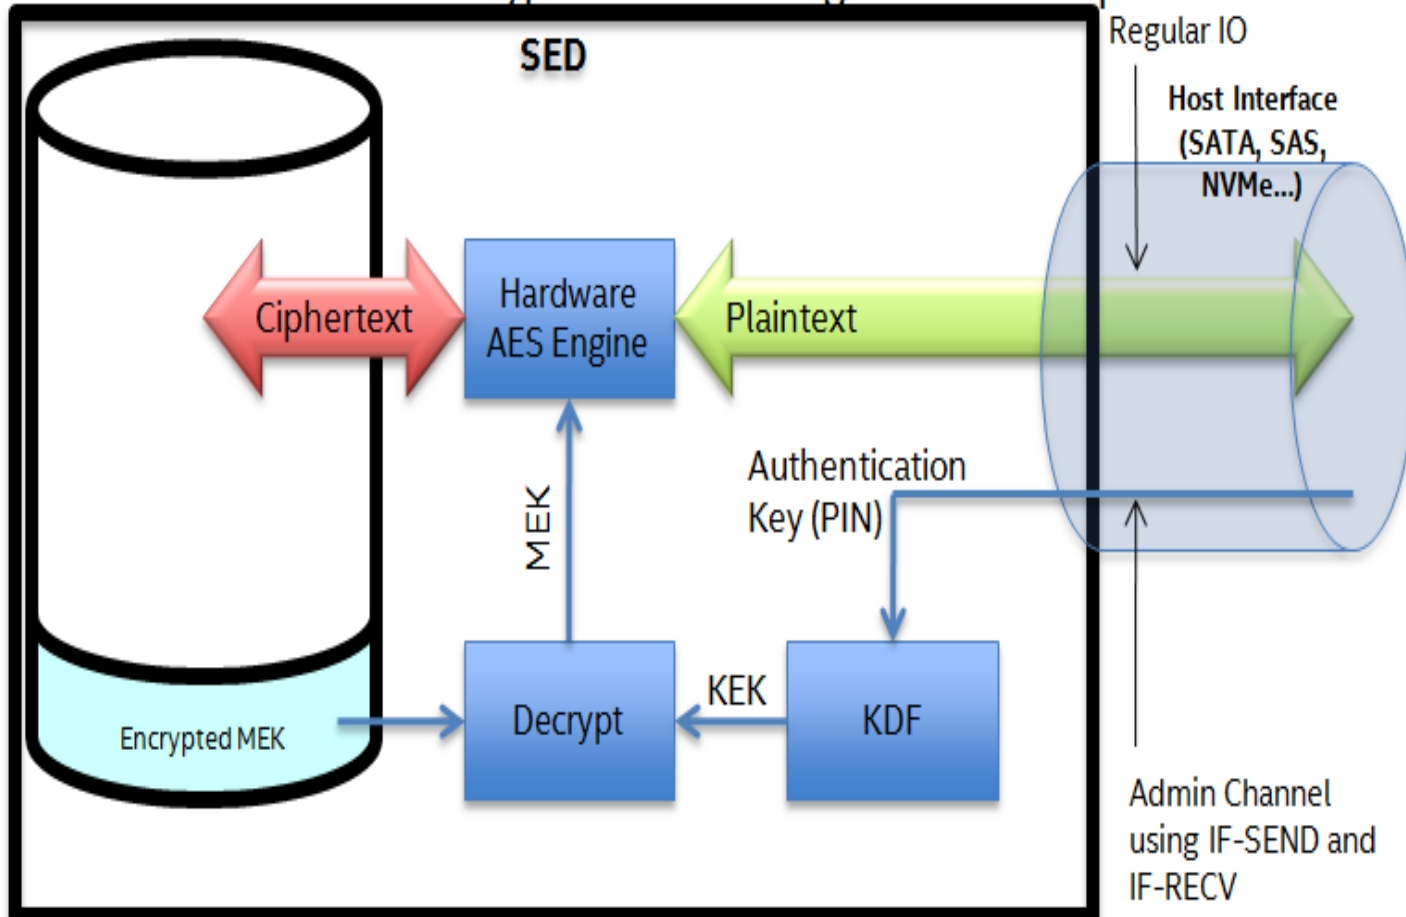 SED
Regular IO
Host Interface
(SATA, SAS,
NVMe...)
Ciphertext
Hardware
AES Engine
Plaintext
Authentication
Key (PIN)
MEK
KEK
Decrypt
KDF
Encrypted MEK
Admin Channel
using IF-SEND and
IF-RECV